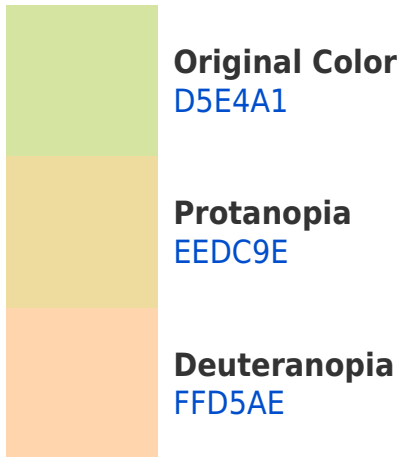 Original Color
D5E4A1
Protanopia
EEDC9E
Deuteranopia
FFD5AE